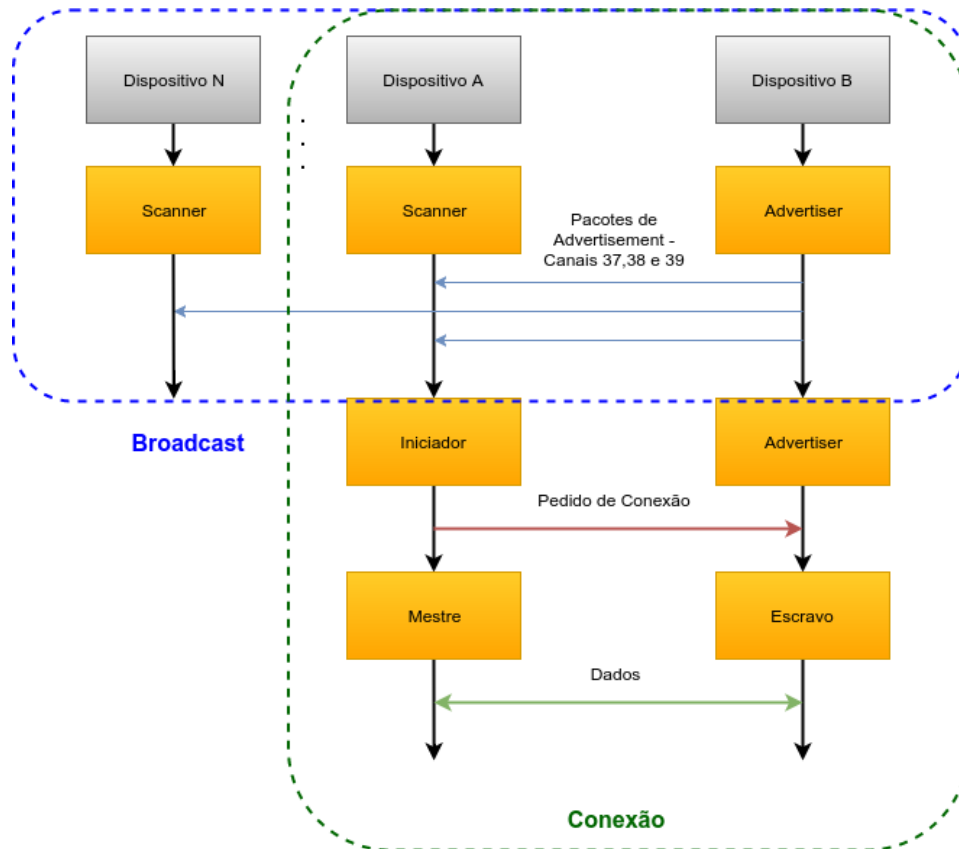 Dispositivo N
Dispositivo A
Dispositivo B
Scanner
Scanner
Advertiser
Pacotes de
Advertisement -
Canais 37,38 e 39
Broadcast
Iniciador
Advertiser
Pedido de Conexão
Mestre
Escravo
Dados
Conexão